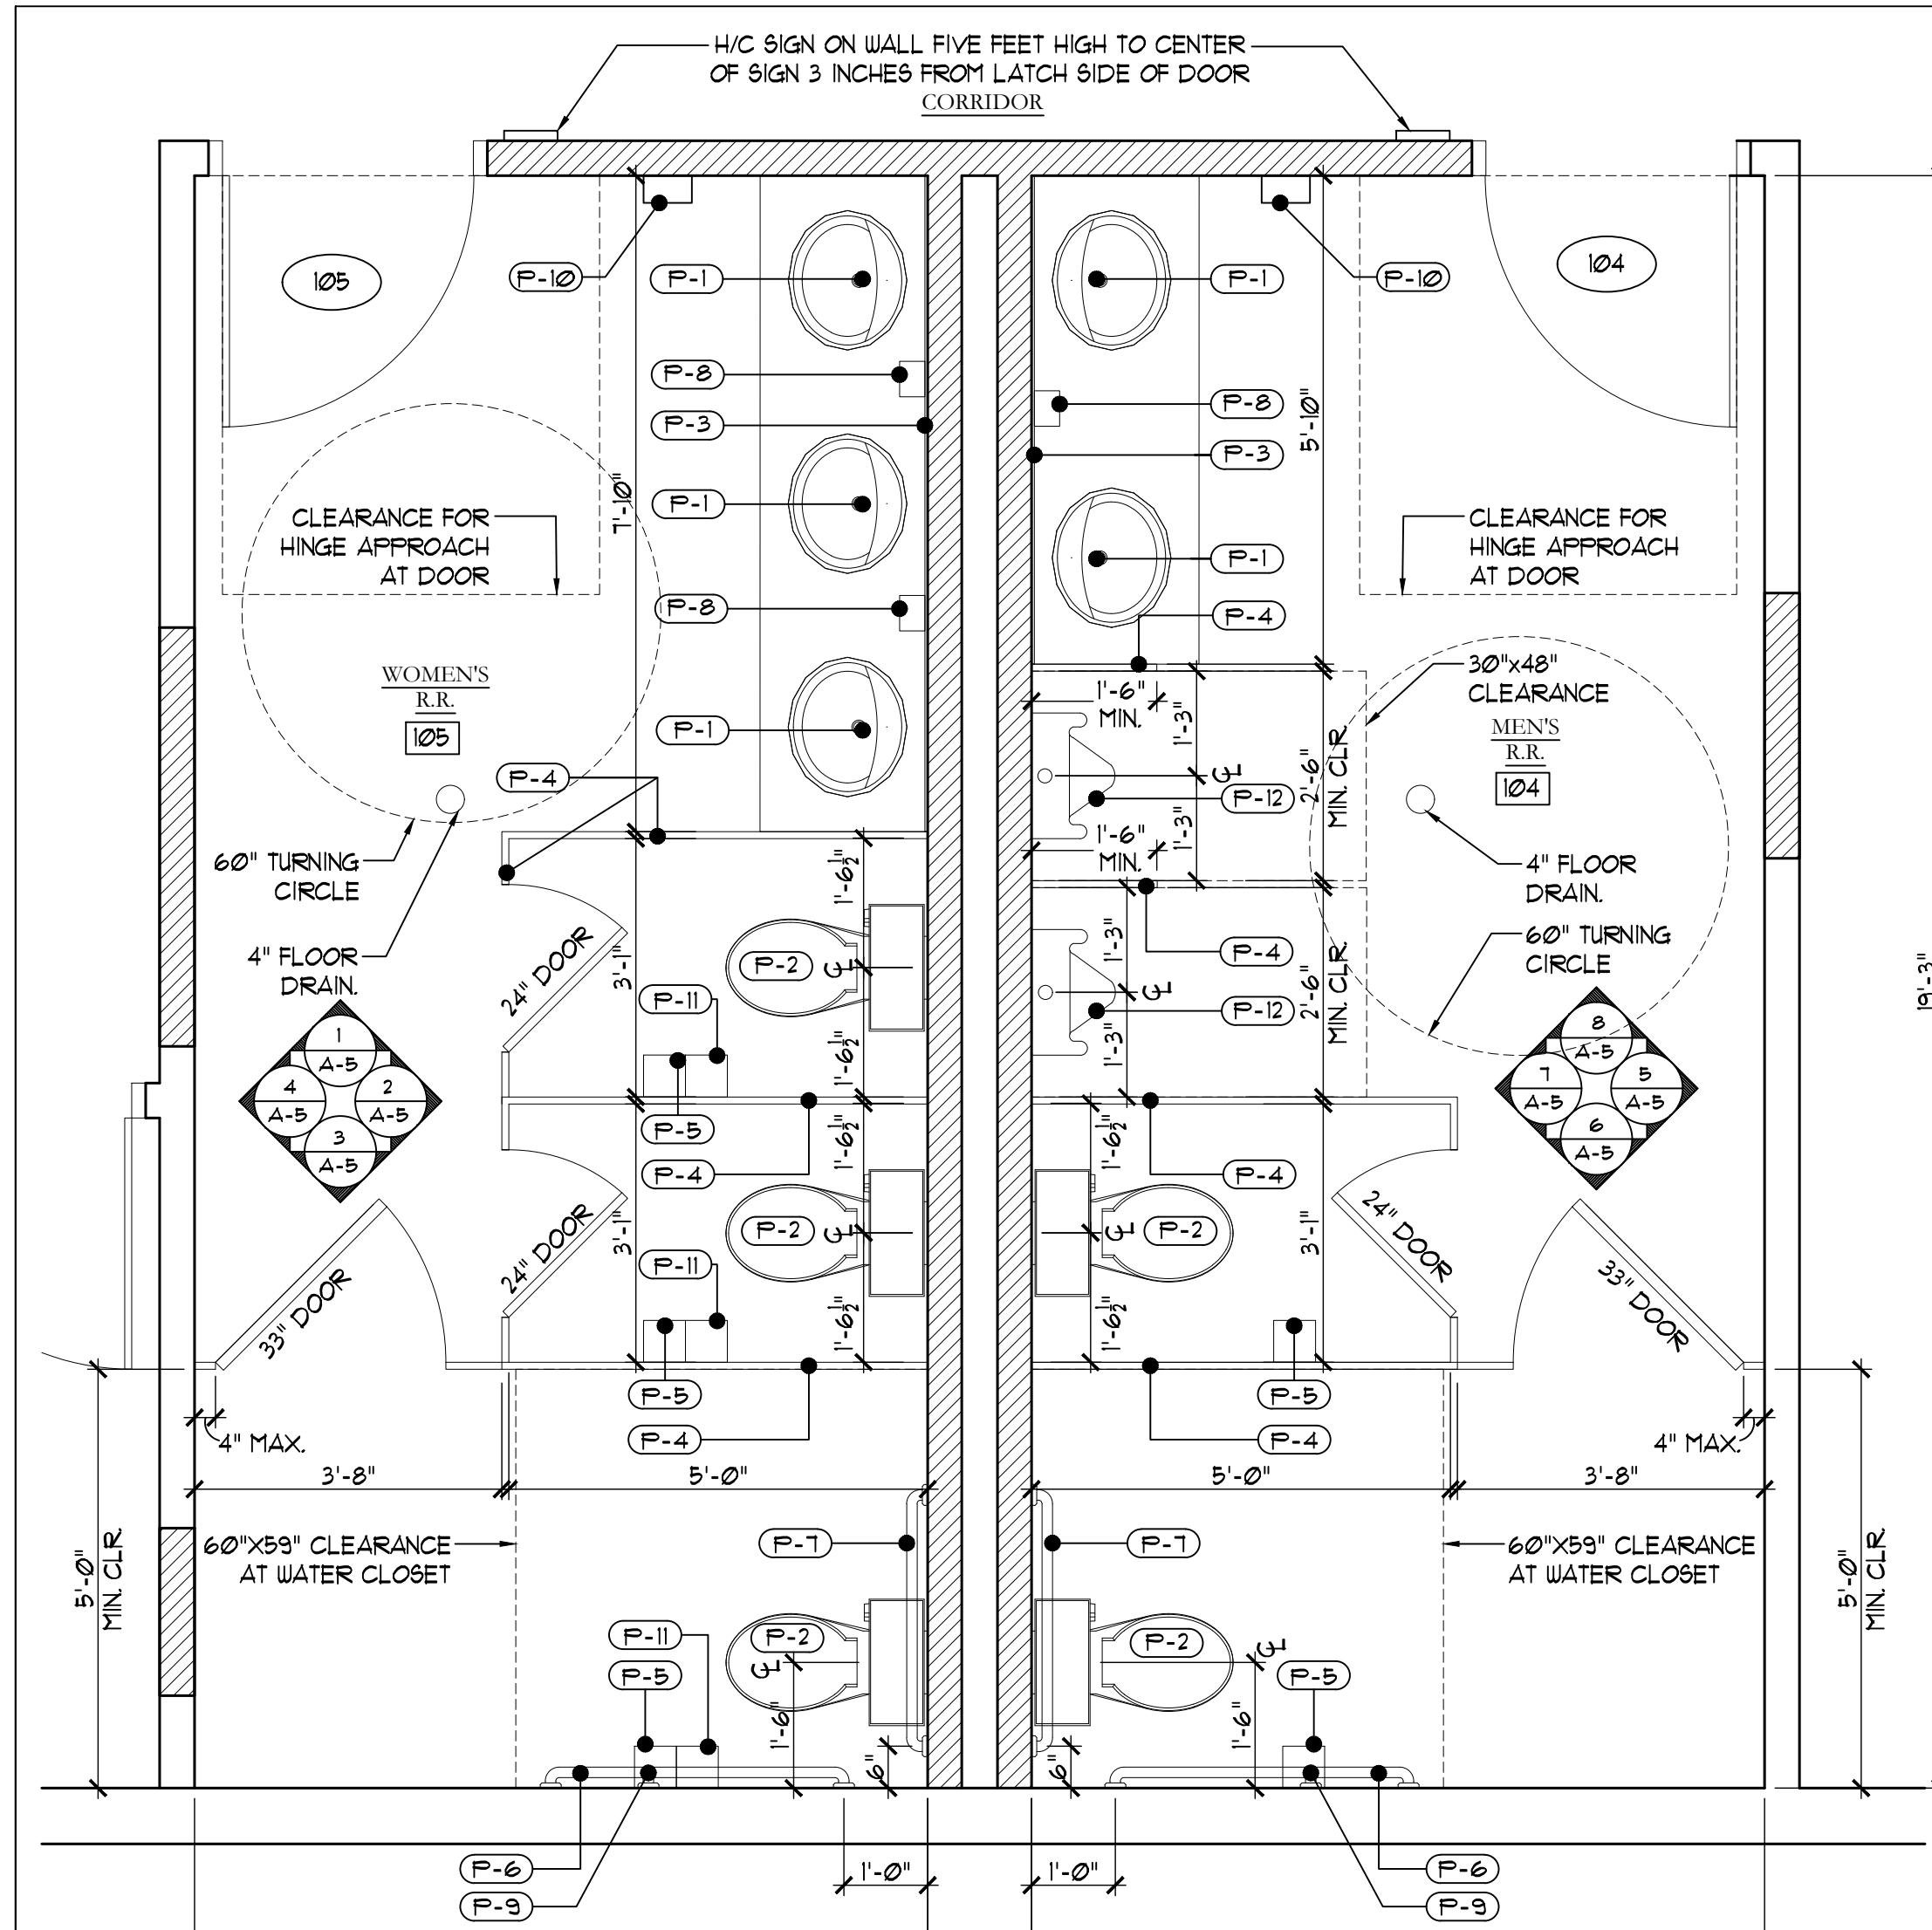 H/C SIGN ON WALL FIVE FEET HIGH TO CENTER
OF SIGN 3 INCHES FROM LATCH SIDE OF DOOR
CORRIDOR
105
P-10
P-1
P-8
P-3
P-1
P-8
P-1
7'-10"
CLEARANCE FOR
HINGE APPROACH
AT DOOR
WOMEN'S
R.R.
105
P-4
60" TURNING
CIRCLE
4" FLOOR
DRAIN.
1
A-5
4
A-5
2
A-5
3
A-5
24" DOOR
3'-1"
1'-6½"
P-2
℄
P-11
1'-6½"
P-5
P-4
24" DOOR
3'-1"
1'-6½"
P-2
℄
P-11
1'-6½"
33" DOOR
P-5
P-4
4" MAX.
3'-8"
5'-0"
5'-0"
MIN. CLR.
60"X59" CLEARANCE
AT WATER CLOSET
P-7
P-11
P-5
P-2
℄
1'-6"
6"
P-6
P-9
1'-0"
104
P-1
P-10
P-8
P-3
5'-10"
P-1
P-4
CLEARANCE FOR
HINGE APPROACH
AT DOOR
30"x48"
CLEARANCE
MEN'S
R.R.
104
1'-6"
MIN.
1'-3"
℄
P-12
2'-6"
MIN. CLR.
1'-3"
1'-6"
MIN.
4" FLOOR
DRAIN.
60" TURNING
CIRCLE
P-4
1'-3"
℄
P-12
2'-6"
MIN. CLR.
1'-3"
19'-3"
8
A-5
7
A-5
5
A-5
6
A-5
P-4
1'-6½"
℄
P-2
3'-1"
1'-6½"
24" DOOR
33" DOOR
P-5
P-4
4" MAX.
5'-0"
3'-8"
5'-0"
MIN. CLR.
60"X59" CLEARANCE
AT WATER CLOSET
P-7
P-2
℄
P-5
1'-6"
6"
1'-0"
P-6
P-9